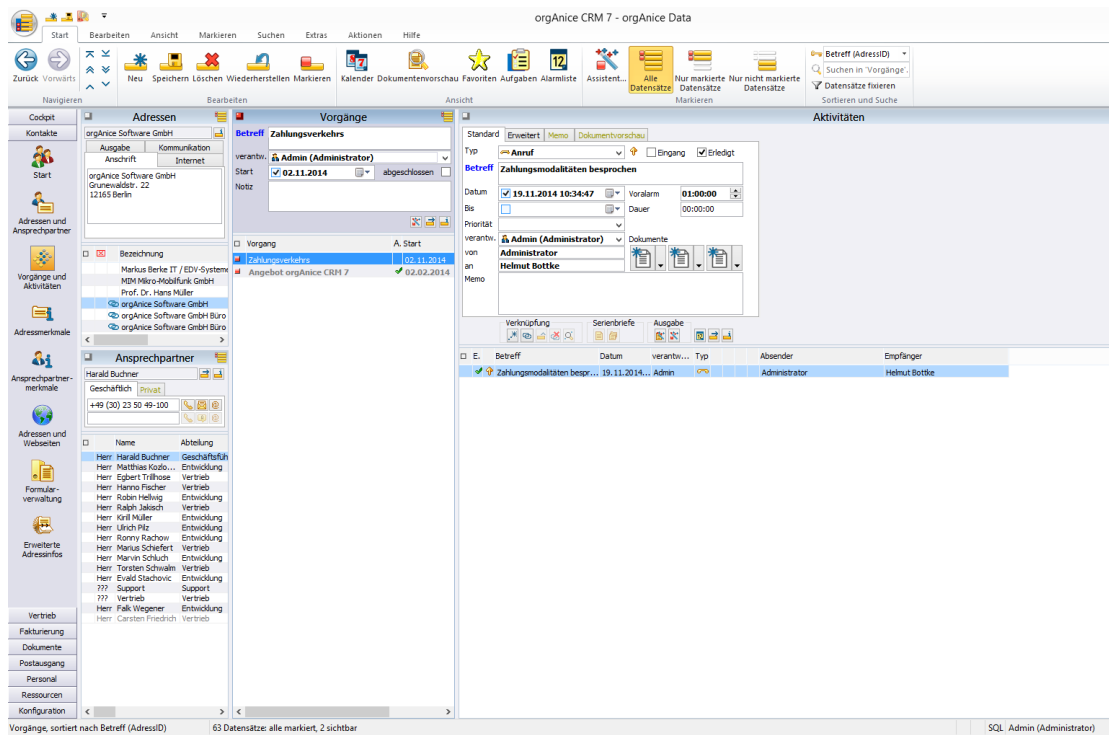 orgAnice CRM 7 - orgAnice Data
Start Bearbeiten Ansicht Markieren Suchen Extras Aktionen Hilfe
Zurück Vorwärts
Neu Speichern Löschen Wiederherstellen Markieren
Kalender Dokumentenvorschau Favoriten Aufgaben Alarmliste
Assistent... Alle Datensätze Nur markierte Datensätze Nur nicht markierte Datensätze
Betreff (AdressID)
Suchen in 'Vorgänge'.
Datensätze fixieren
Navigieren Bearbeiten Ansicht Markieren Sortieren und Suche
Cockpit
Kontakte
Start
Adressen und
Ansprechpartner
Vorgänge und
Aktivitäten
Adressmerkmale
Ansprechpartner-
merkmale
Adressen und
Webseiten
Formular-
verwaltung
Erweiterte
Adressinfos
Vertrieb
Fakturierung
Dokumente
Postausgang
Personal
Ressourcen
Konfiguration
Adressen
orgAnice Software GmbH
Ausgabe Kommunikation
Anschrift Internet
orgAnice Software GmbH
Grunewaldstr. 22
12165 Berlin
Bezeichnung
Markus Berke IT / EDV-Systeme
MIM Mikro-Mobilfunk GmbH
Prof. Dr. Hans Müller
orgAnice Software GmbH
orgAnice Software GmbH Büro
orgAnice Software GmbH Büro
Ansprechpartner
Harald Buchner
Geschäftlich Privat
+49 (30) 23 50 49-100
Name Abteilung
Herr Harald Buchner Geschäftsfüh
Herr Matthias Kozlo... Entwicklung
Herr Egbert Trillhose Vertrieb
Herr Hanno Fischer Vertrieb
Herr Robin Hellwig Entwicklung
Herr Ralph Jakisch Vertrieb
Herr Kirill Müller Entwicklung
Herr Ulrich Pilz Entwicklung
Herr Ronny Rachow Entwicklung
Herr Marius Schiefert Vertrieb
Herr Marvin Schluch Entwicklung
Herr Torsten Schwalm Vertrieb
Herr Evald Stachovic Entwicklung
??? Support Support
??? Vertrieb Vertrieb
Herr Falk Wegener Entwicklung
Herr Carsten Friedrich Vertrieb
Vorgänge
Betreff Zahlungsverkehrs
verantw. Admin (Administrator)
Start 02.11.2014 abgeschlossen
Notiz
Vorgang A. Start
Zahlungsverkehrs 02.11.2014
Angebot orgAnice CRM 7 02.02.2014
Aktivitäten
Standard Erweitert Memo Dokumentvorschau
Typ Anruf Eingang Erledigt
Betreff Zahlungsmodalitäten besprochen
Datum 19.11.2014 10:34:47 Voralarm 01:00:00
Bis Dauer 00:00:00
Priorität
verantw. Admin (Administrator) Dokumente
von Administrator
an Helmut Bottke
Memo
Verknüpfung Serienbriefe Ausgabe
E. Betreff Datum verantw... Typ Absender Empfänger
Zahlungsmodalitäten bespr... 19.11.2014... Admin Administrator Helmut Bottke
Vorgänge, sortiert nach Betreff (AdressID) 63 Datensätze: alle markiert, 2 sichtbar SQL Admin (Administrator)